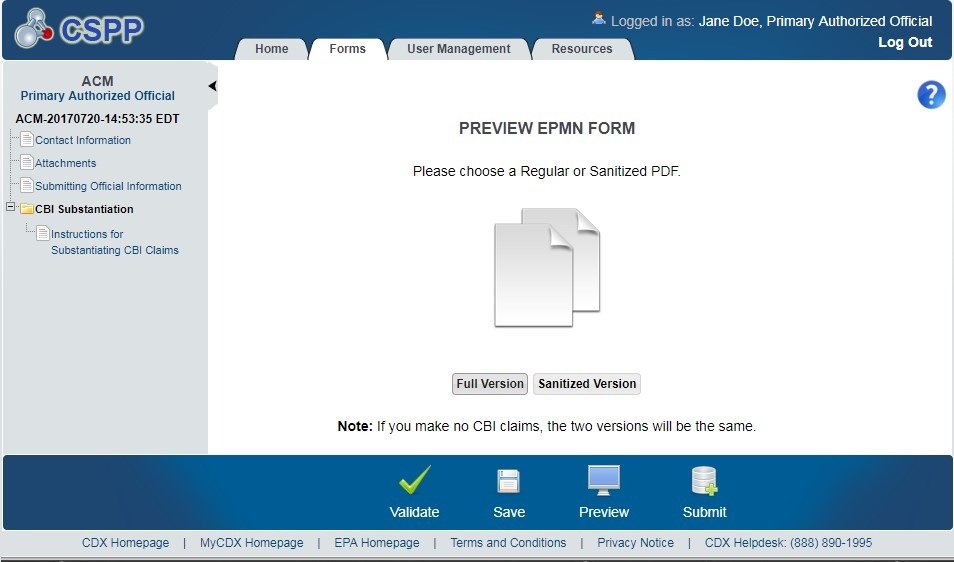 CSPP
Logged in as: Jane Doe, Primary Authorized Official
Log Out
Home
Forms
User Management
Resources
ACM
Primary Authorized Official
ACM-20170720-14:53:35 EDT
Contact Information
Attachments
Submitting Official Information
CBI Substantiation
Instructions for
Substantiating CBI Claims
?
PREVIEW EPMN FORM
Please choose a Regular or Sanitized PDF.
Full Version
Sanitized Version
Note: If you make no CBI claims, the two versions will be the same.
Validate
Save
Preview
Submit
CDX Homepage | MyCDX Homepage | EPA Homepage | Terms and Conditions | Privacy Notice | CDX Helpdesk: (888) 890-1995